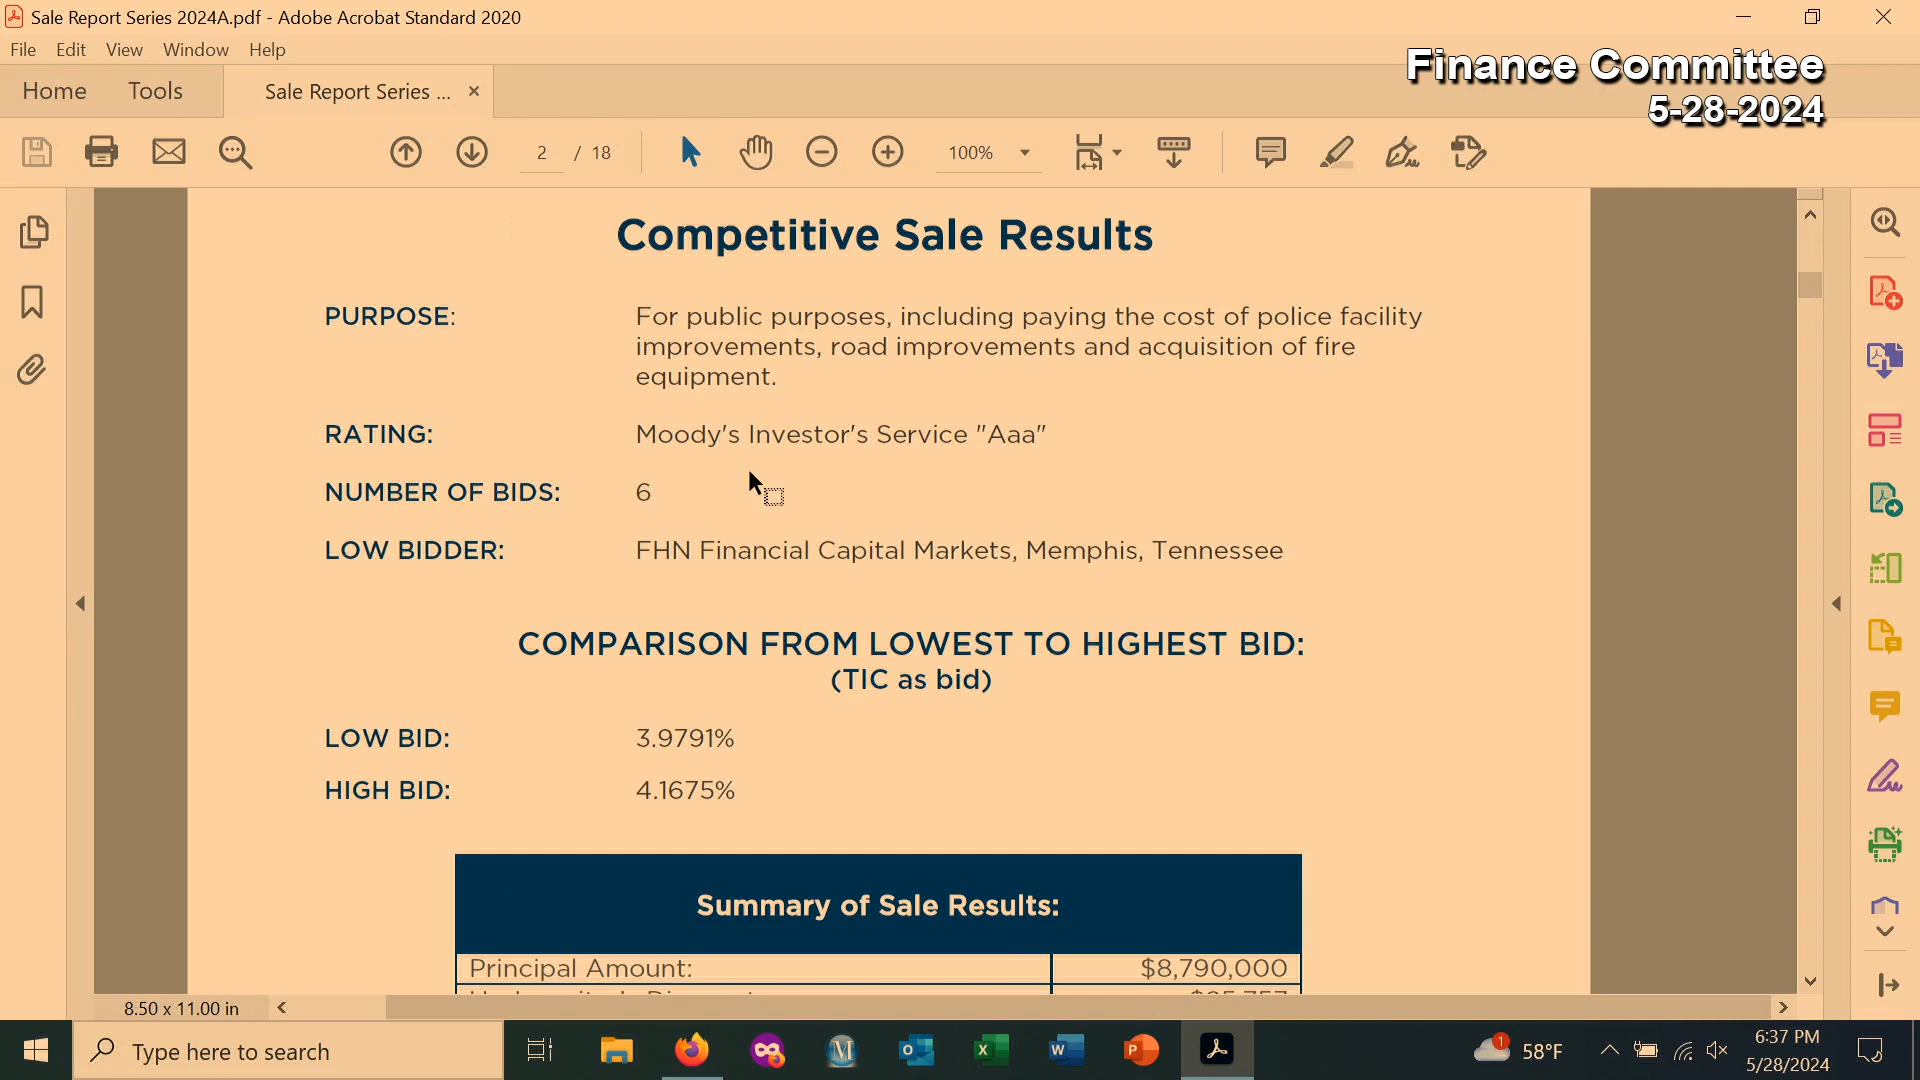 Sale Report Series 2024A.pdf - Adobe Acrobat Standard 2020
File Edit View Window Help
Finance Committee
5-28-2024
Home Tools Sale Report Series ... ×
2 / 18 100%
Competitive Sale Results
PURPOSE: For public purposes, including paying the cost of police facility
improvements, road improvements and acquisition of fire
equipment.
RATING: Moody's Investor's Service "Aaa"
NUMBER OF BIDS: 6
LOW BIDDER: FHN Financial Capital Markets, Memphis, Tennessee
COMPARISON FROM LOWEST TO HIGHEST BID:
(TIC as bid)
LOW BID: 3.9791%
HIGH BID: 4.1675%
Summary of Sale Results:
Principal Amount: $8,790,000
8.50 x 11.00 in
Type here to search
1 58°F
6:37 PM
5/28/2024